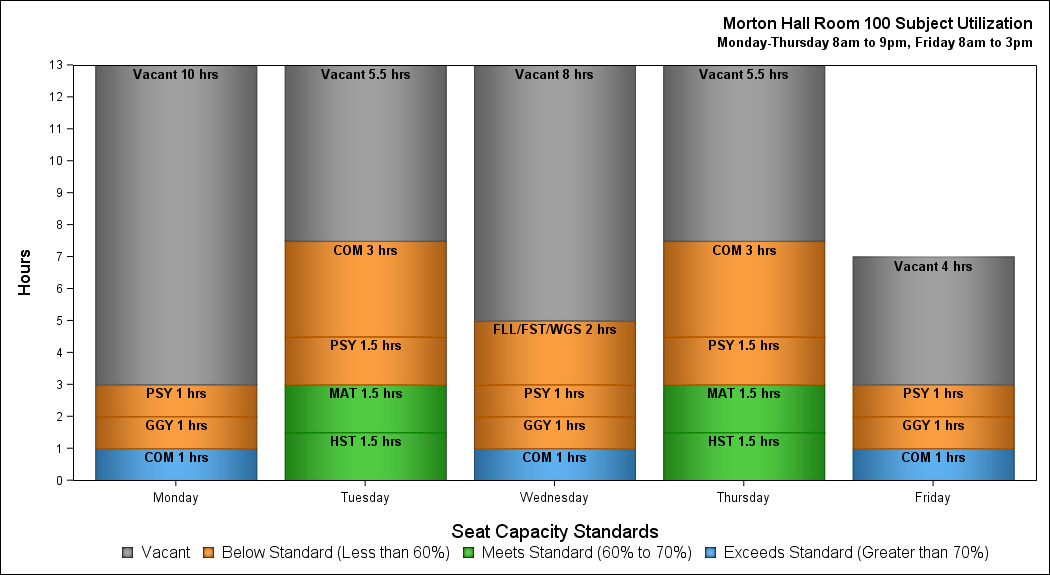 Morton Hall Room 100 Subject Utilization
Monday-Thursday 8am to 9pm, Friday 8am to 3pm
Hours
13
12
11
10
9
8
7
6
5
4
3
2
1
0
Vacant 10 hrs
PSY 1 hrs
GGY 1 hrs
COM 1 hrs
Vacant 5.5 hrs
COM 3 hrs
PSY 1.5 hrs
MAT 1.5 hrs
HST 1.5 hrs
Vacant 8 hrs
FLL/FST/WGS 2 hrs
PSY 1 hrs
GGY 1 hrs
COM 1 hrs
Vacant 5.5 hrs
COM 3 hrs
PSY 1.5 hrs
MAT 1.5 hrs
HST 1.5 hrs
Vacant 4 hrs
PSY 1 hrs
GGY 1 hrs
COM 1 hrs
Monday Tuesday Wednesday Thursday Friday
Seat Capacity Standards
Vacant Below Standard (Less than 60%) Meets Standard (60% to 70%) Exceeds Standard (Greater than 70%)